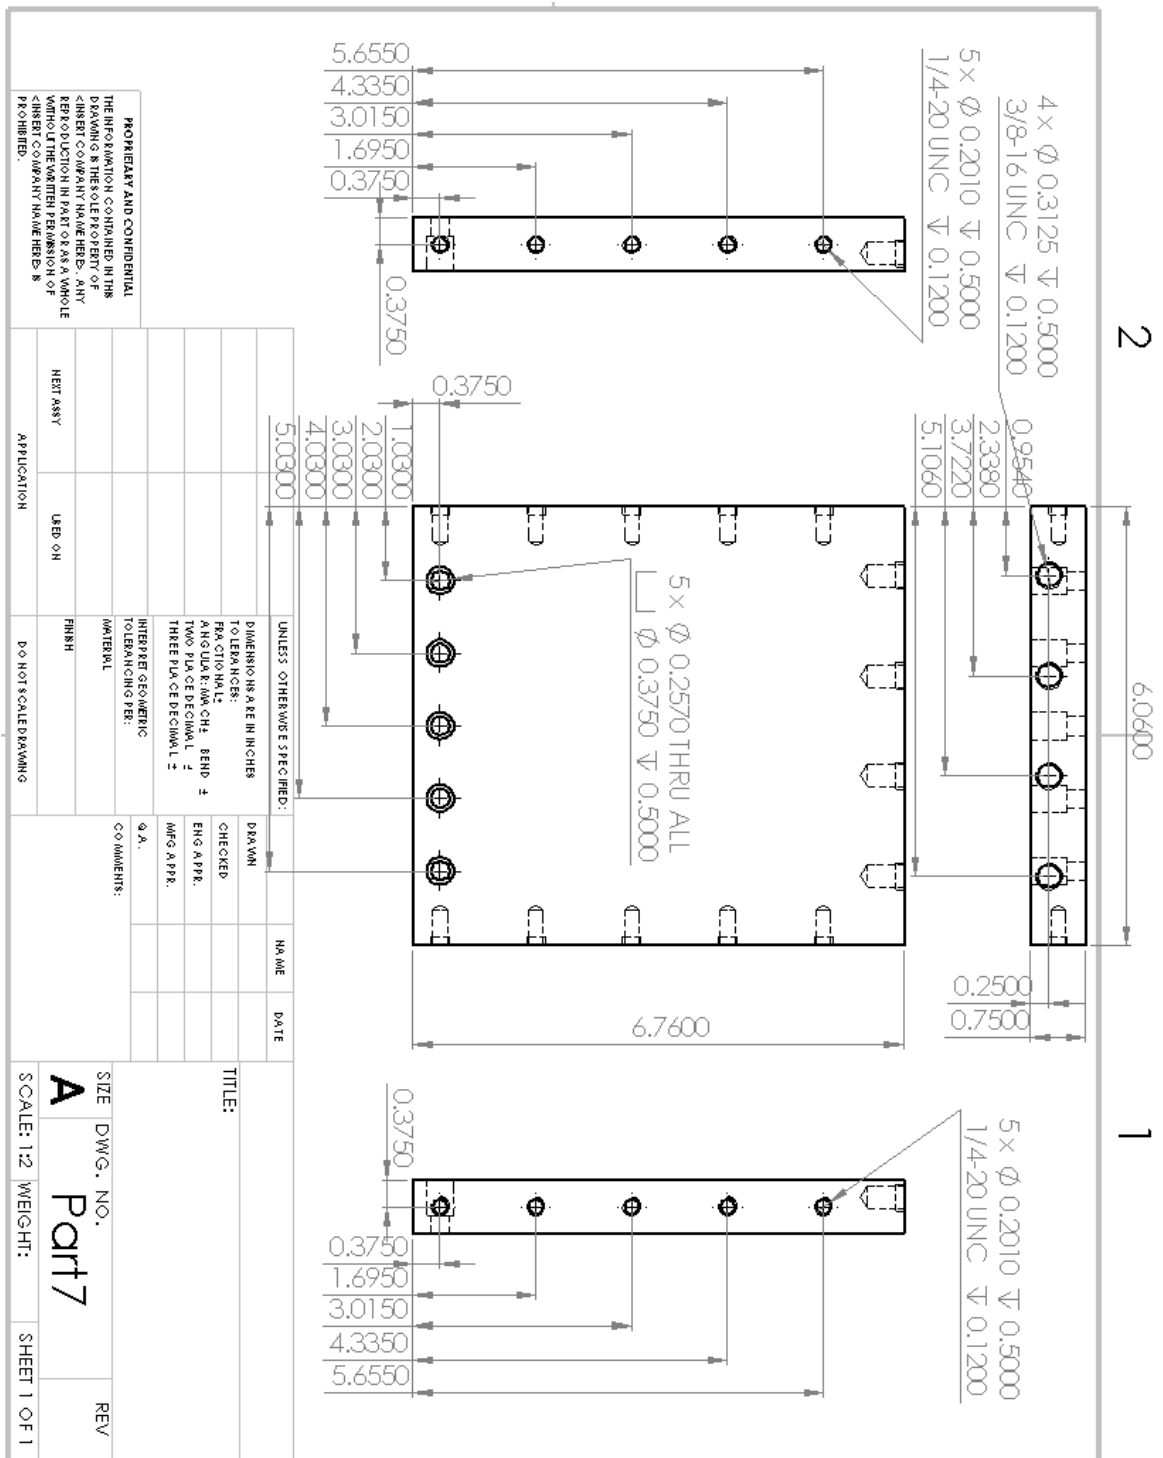 2
1
4 × Ø 0.3125 ↧ 0.5000
3/8-16 UNC ↧ 0.1200
5 × Ø 0.2010 ↧ 0.5000
1/4-20 UNC ↧ 0.1200
5.6550
4.3350
3.0150
1.6950
0.3750
0.3750
6.0600
0.9540
2.3380
3.7220
5.1060
0.2500
0.7500
0.3750
1.0300
2.0300
3.0300
4.0300
5.0300
5 × Ø 0.2570 THRU ALL
⌴ Ø 0.3750 ↧ 0.5000
6.7600
5 × Ø 0.2010 ↧ 0.5000
1/4-20 UNC ↧ 0.1200
0.3750
0.3750
1.6950
3.0150
4.3350
5.6550
PROPRIETARY AND CONFIDENTIAL
THE INFORMATION CONTAINED IN THIS
DRAWING IS THE SOLE PROPERTY OF
<INSERT COMPANY NAME HERE>. ANY
REPRODUCTION IN PART OR AS A WHOLE
WITHOUT THE WRITTEN PERMISSION OF
<INSERT COMPANY NAME HERE> IS
PROHIBITED.
NEXT ASSY
USED ON
APPLICATION
UNLESS OTHERWISE SPECIFIED:
DIMENSIONS ARE IN INCHES
TOLERANCES:
FRACTIONAL±
ANGULAR: MACH± BEND ±
TWO PLACE DECIMAL ±
THREE PLACE DECIMAL ±
INTERPRET GEOMETRIC
TOLERANCING PER:
MATERIAL
FINISH
DO NOT SCALE DRAWING
NAME
DATE
DRAWN
CHECKED
ENG APPR.
MFG APPR.
Q.A.
COMMENTS:
TITLE:
SIZE DWG. NO. REV
A Part7
SCALE: 1:2 WEIGHT: SHEET 1 OF 1